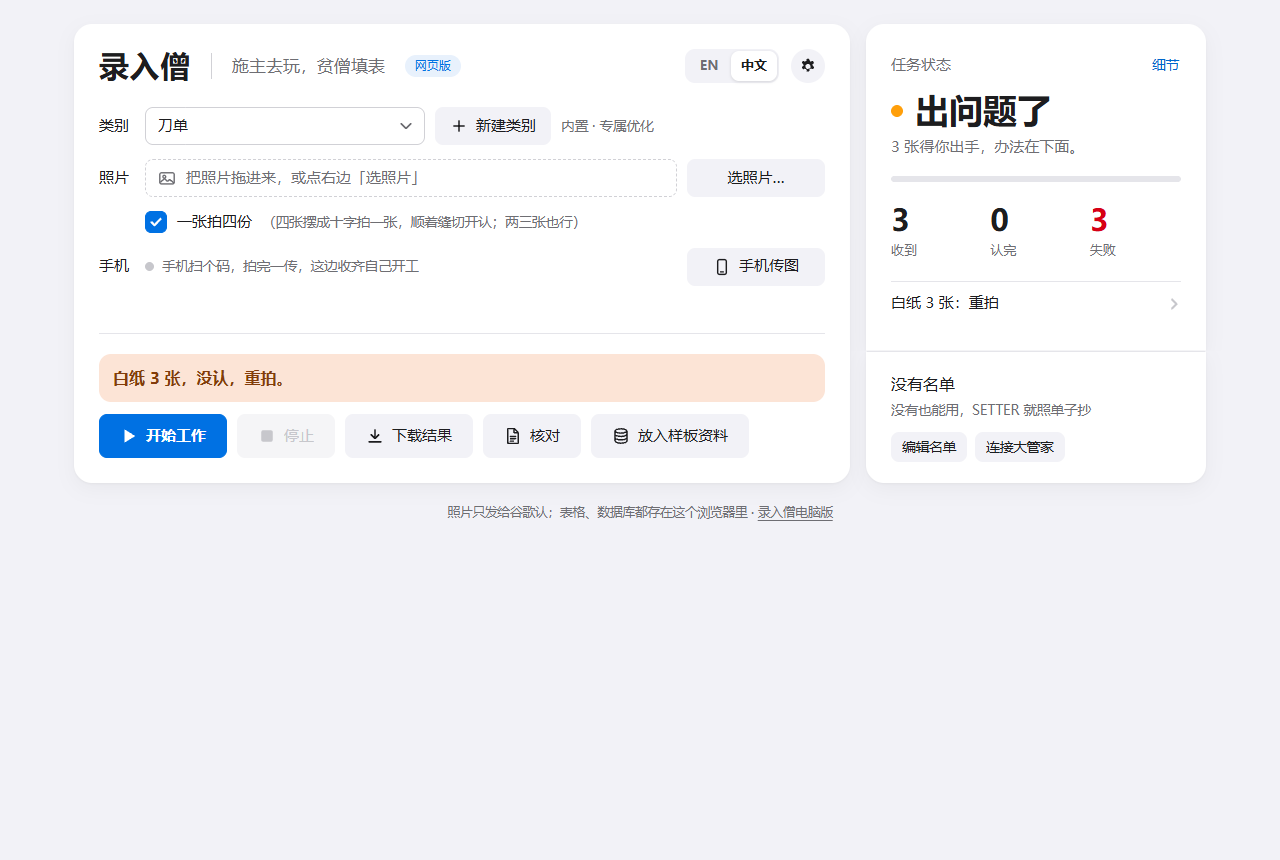 录入僧
施主去玩，贫僧填表
网页版
EN 中文
类别 刀单 新建类别 内置 · 专属优化
照片 把照片拖进来，或点右边「选照片」 选照片...
一张拍四份 （四张摆成十字拍一张，顺着缝切开认；两三张也行）
手机 手机扫个码，拍完一传，这边收齐自己开工 手机传图
白纸 3 张，没认，重拍。
开始工作 停止 下载结果 核对 放入样板资料
任务状态 细节
出问题了
3 张得你出手，办法在下面。
3 0 3
收到 认完 失败
白纸 3 张：重拍
没有名单
没有也能用，SETTER 就照单子抄
编辑名单 连接大管家
照片只发给谷歌认；表格、数据库都存在这个浏览器里 · 录入僧电脑版